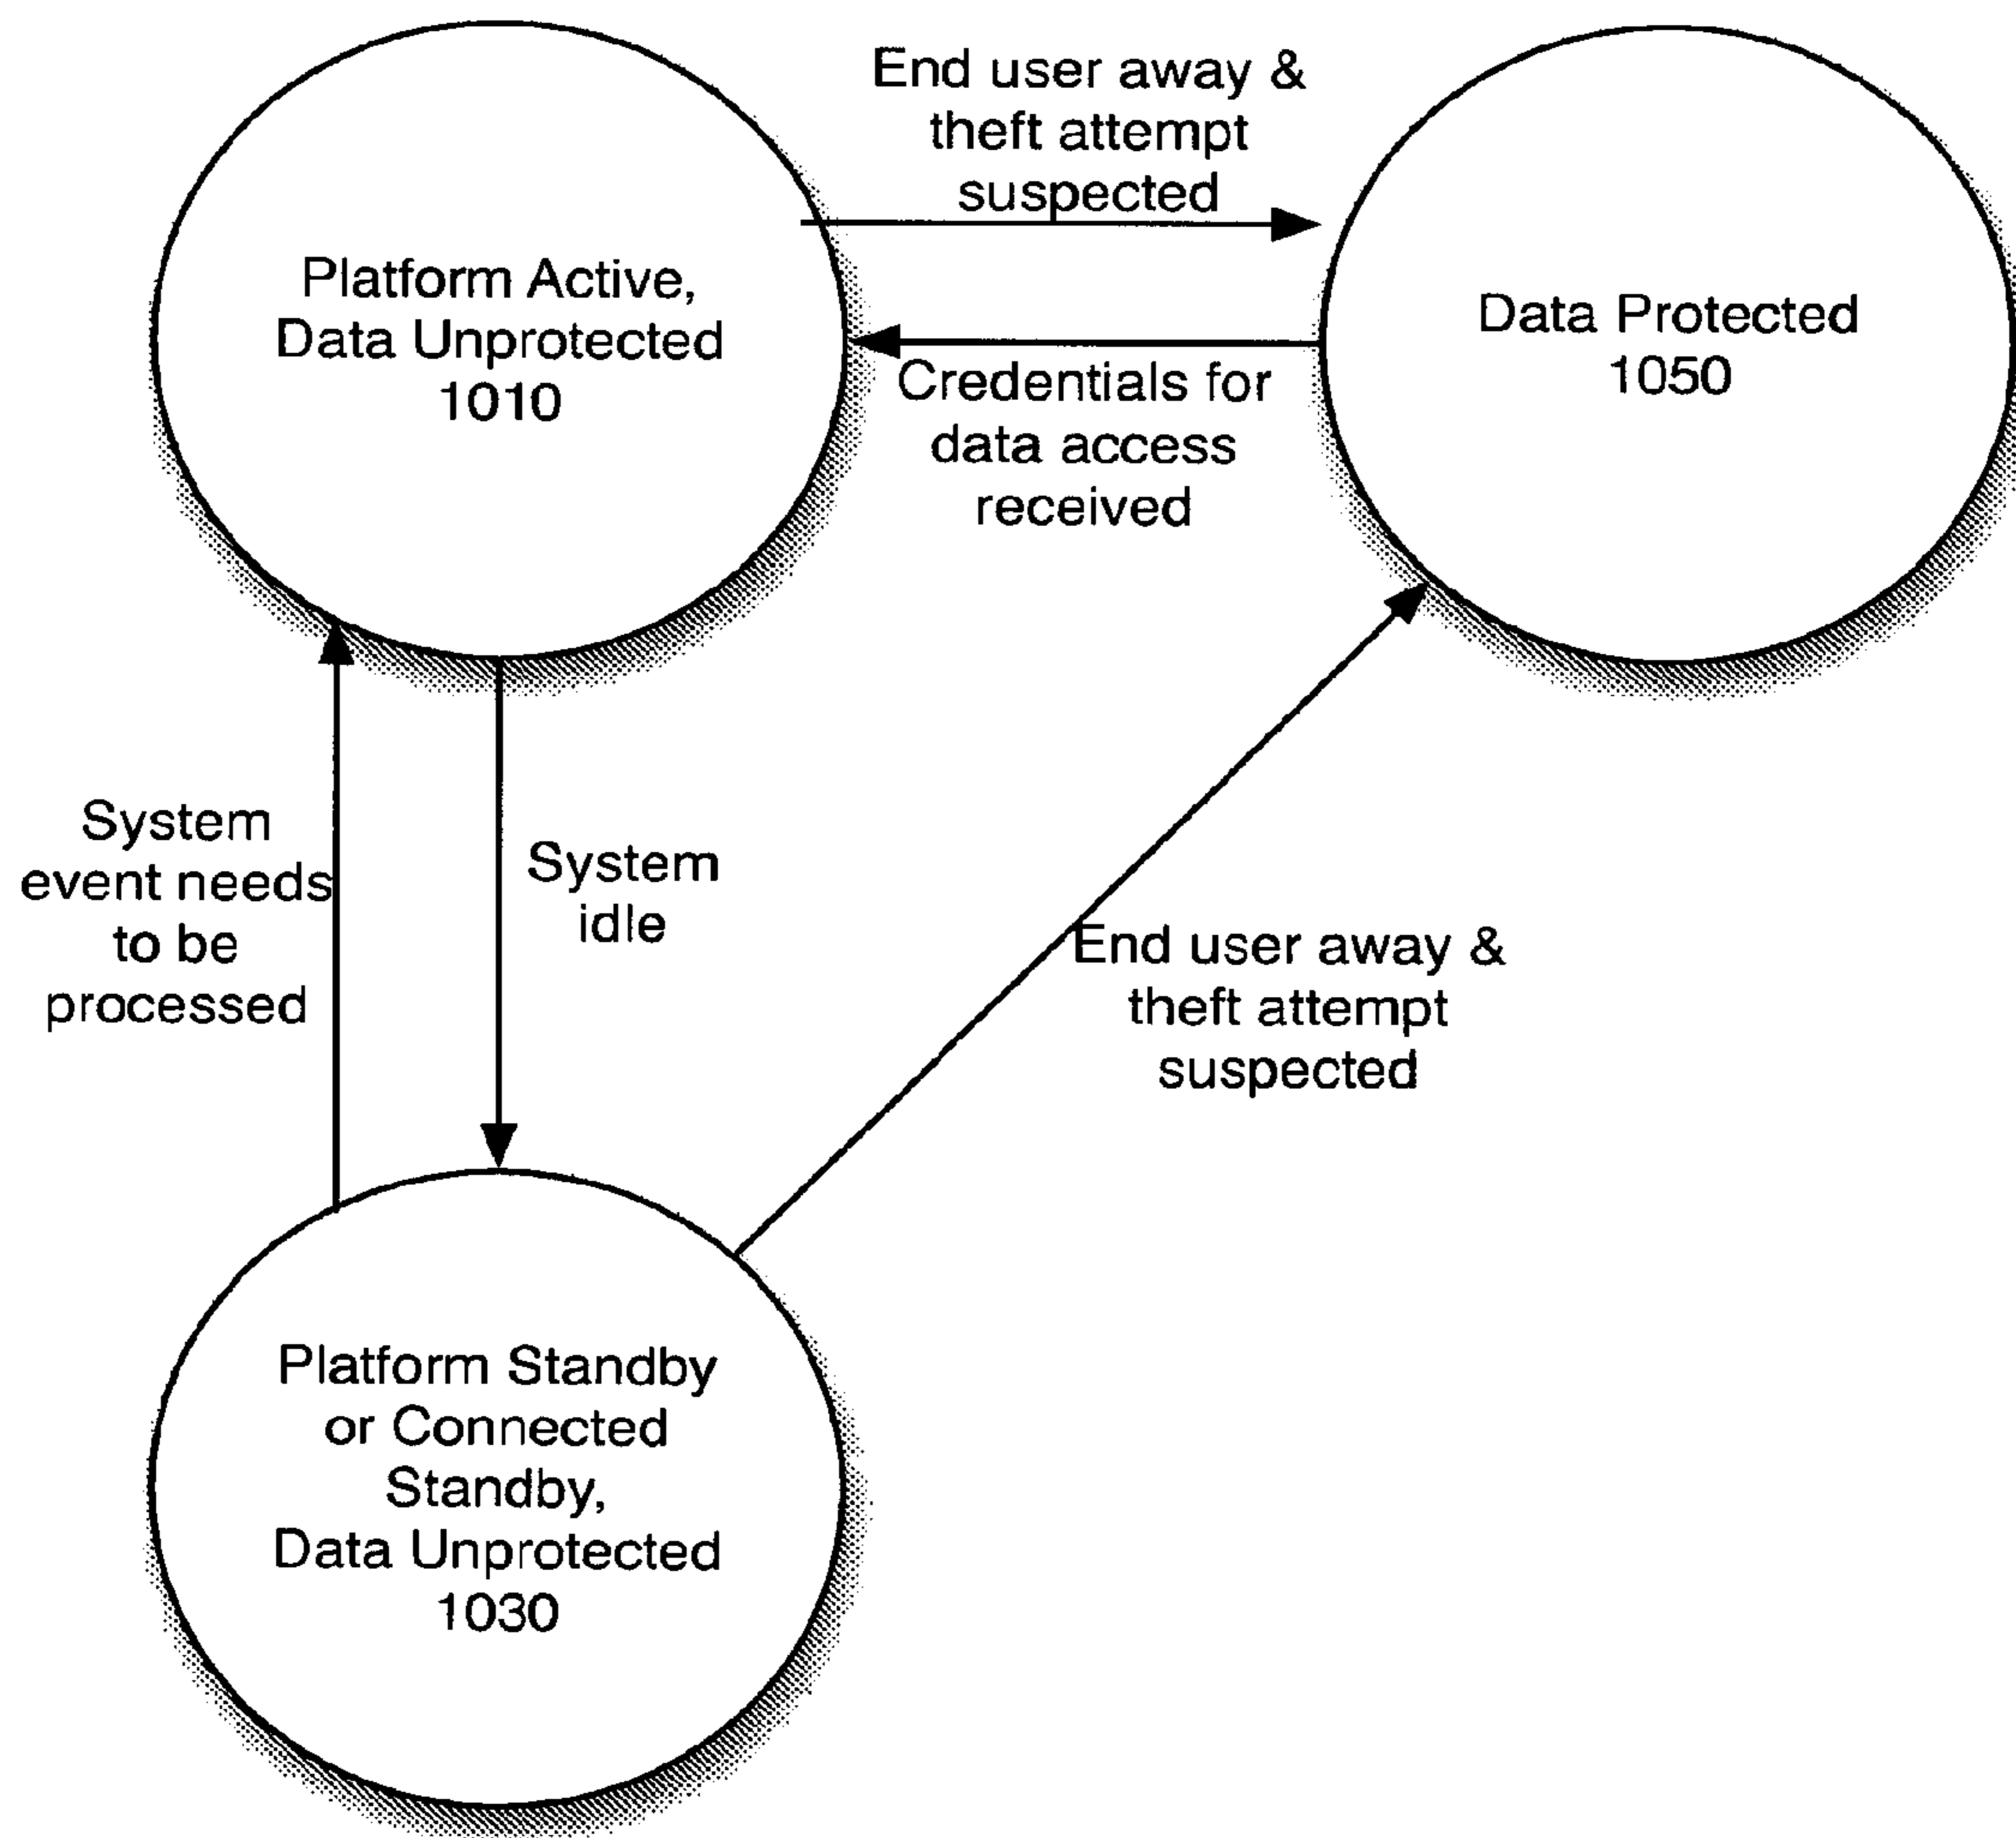 End user away &
theft attempt
suspected
Platform Active,
Data Unprotected
1010
Data Protected
1050
Credentials for
data access
received
System
event needs
to be
processed
System
idle
End user away &
theft attempt
suspected
Platform Standby
or Connected
Standby,
Data Unprotected
1030